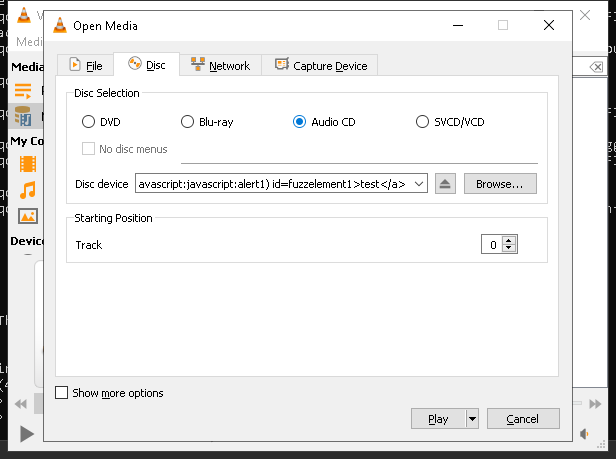 Open Media
Medi
File
Disc
Network
Capture Device
Media
Disc Selection
DVD
Blu-ray
Audio CD
SVCD/VCD
No disc menus
My Co
Disc device
avascript:javascript:alert1) id=fuzzelement1>test</a>
Browse...
Starting Position
Track
0
Device
Show more options
Play
Cancel